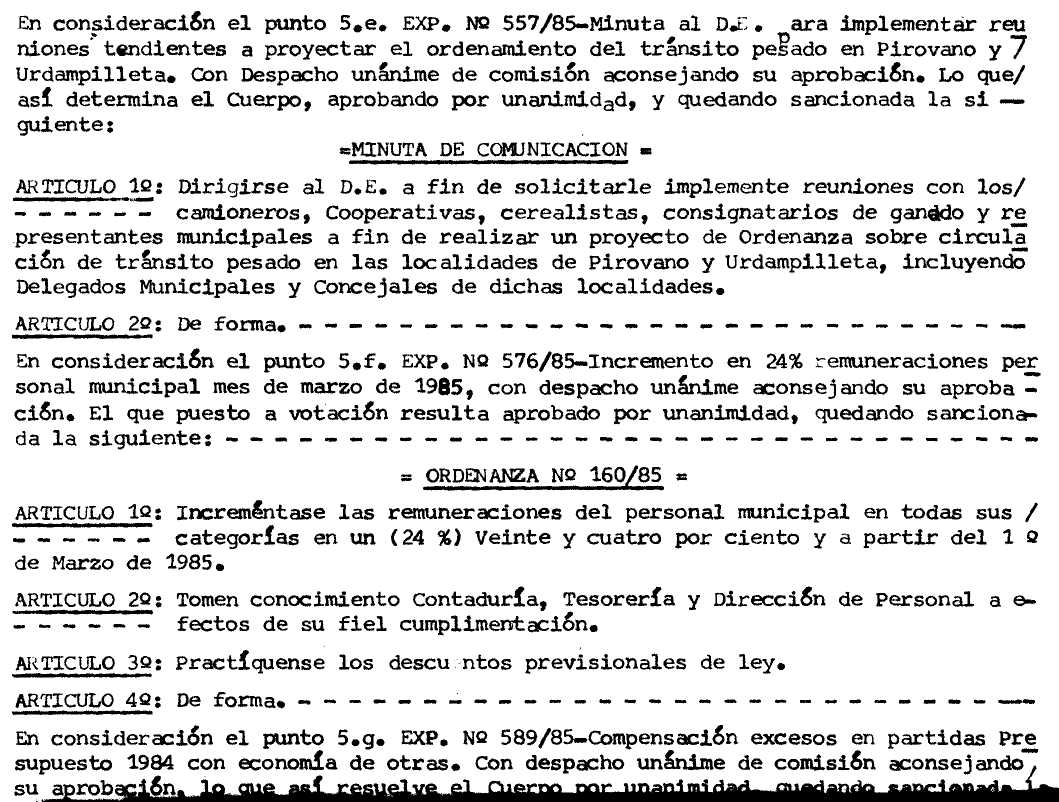 En consideración el punto 5.e. EXP. Nº 557/85-Minuta al D.E. para implementar reu
niones tendientes a proyectar el ordenamiento del tránsito pesado en Pirovano y /
Urdampilleta. Con Despacho unánime de comisión aconsejando su aprobación. Lo que/
así determina el Cuerpo, aprobando por unanimidad, y quedando sancionada la si —
guiente:
=MINUTA DE COMUNICACION =
ARTICULO 1º: Dirigirse al D.E. a fin de solicitarle implemente reuniones con los/
- - - - - - camioneros, Cooperativas, cerealistas, consignatarios de ganado y re
presentantes municipales a fin de realizar un proyecto de Ordenanza sobre circula
ción de tránsito pesado en las localidades de Pirovano y Urdampilleta, incluyendo
Delegados Municipales y Concejales de dichas localidades.
ARTICULO 2º: De forma. - - - - - - - - - - - - - - - - - - - - - - - - - - - - -
En consideración el punto 5.f. EXP. Nº 576/85-Incremento en 24% remuneraciones per
sonal municipal mes de marzo de 1985, con despacho unánime aconsejando su aproba -
ción. El que puesto a votación resulta aprobado por unanimidad, quedando sanciona-
da la siguiente: - - - - - - - - - - - - - - - - - - - - - - - - - - - - - - - -
= ORDENANZA Nº 160/85 =
ARTICULO 1º: Increméntase las remuneraciones del personal municipal en todas sus /
- - - - - - categorías en un (24 %) Veinte y cuatro por ciento y a partir del 1 º
de Marzo de 1985.
ARTICULO 2º: Tomen conocimiento Contaduría, Tesorería y Dirección de Personal a e-
- - - - - - fectos de su fiel cumplimentación.
ARTICULO 3º: Practíquense los descu ntos previsionales de ley.
ARTICULO 4º: De forma. - - - - - - - - - - - - - - - - - - - - - - - - - - - - -
En consideración el punto 5.g. EXP. Nº 589/85-Compensación excesos en partidas Pre
supuesto 1984 con economía de otras. Con despacho unánime de comisión aconsejando/
su aprobación, lo que así resuelve el Cuerpo por unanimidad quedando sancionada la